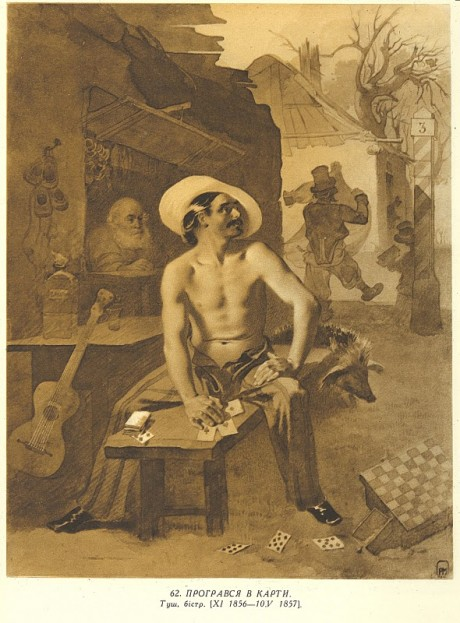 3
62. ПРОГРАВСЯ В КАРТИ.
Туш, бістр. [XI 1856—10.V 1857].